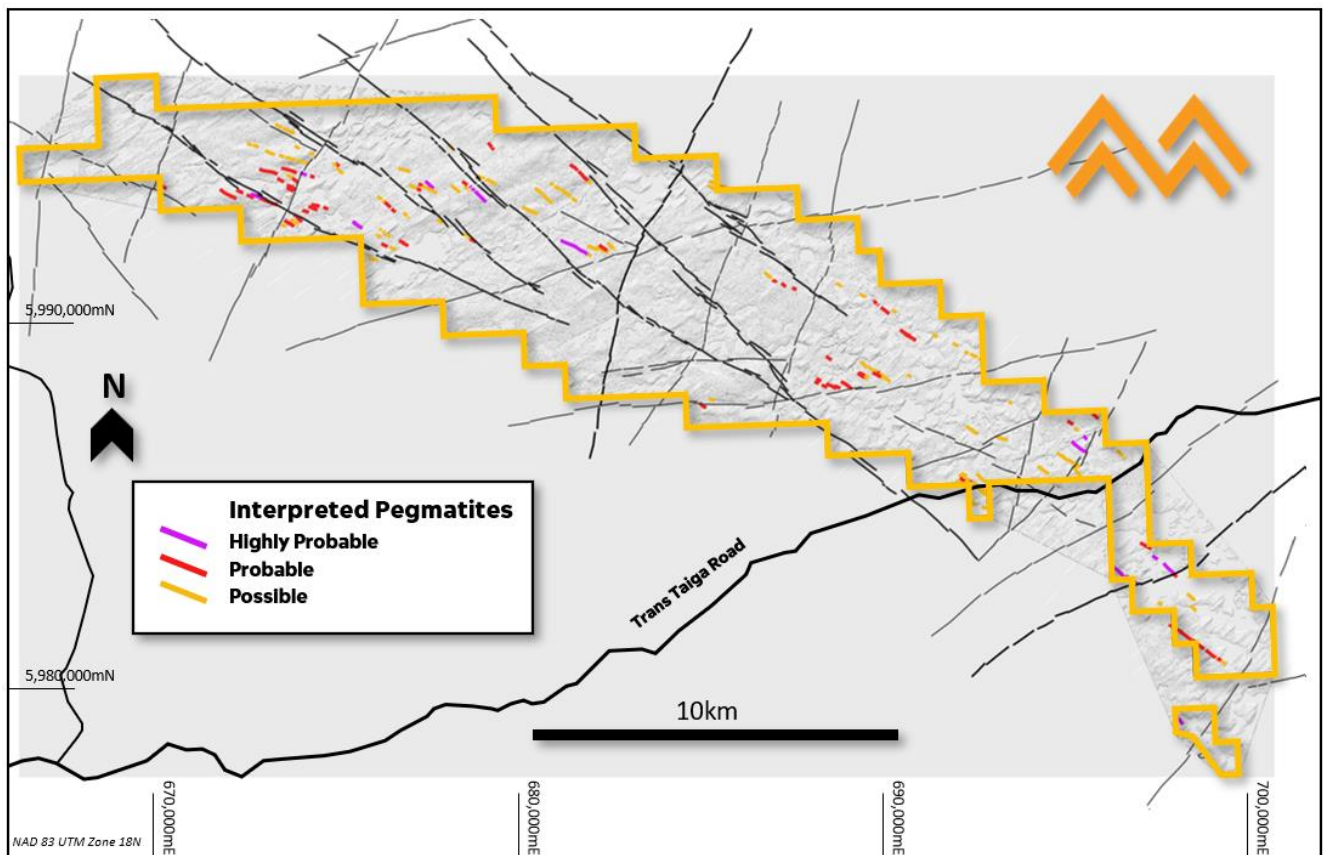 5,990,000mN
N
Interpreted Pegmatites
Highly Probable
Probable
Possible
Trans Taiga Road
5,980,000mN
10km
670,000mE
680,000mE
690,000mE
700,000mE
NAD 83 UTM Zone 18N